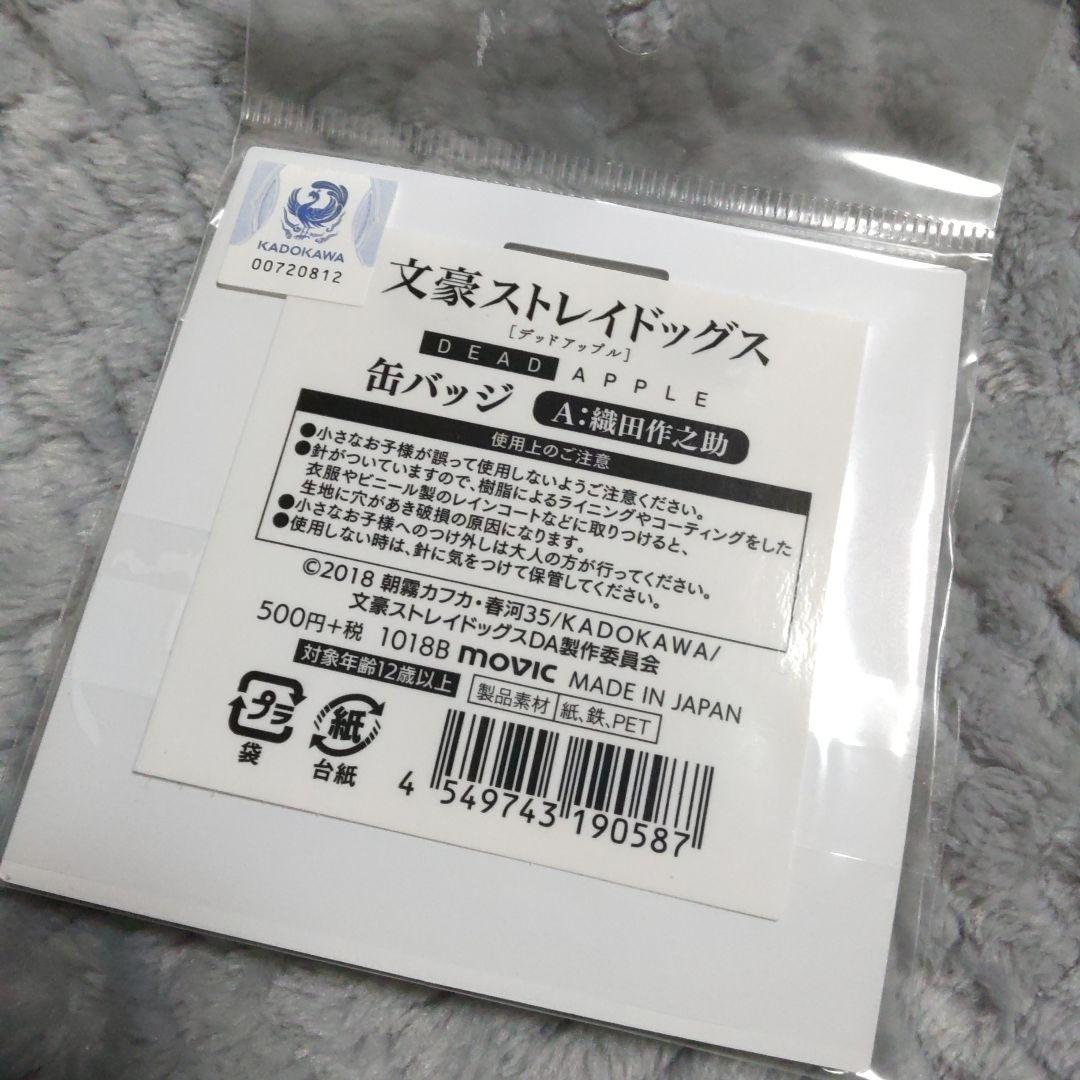 KADOKAWA
00720812
文豪ストレイドッグス
[デッドアップル]
DEAD APPLE
缶バッジ A:織田作之助
使用上のご注意
●小さなお子様が誤って使用しないようご注意ください。
●針がついていますので、樹脂によるライニングやコーティングをした
衣服やビニール製のレインコートなどに取りつけると、
生地に穴があき破損の原因になります。
●小さなお子様へのつけ外しは大人の方が行ってください。
●使用しない時は、針に気をつけて保管してください。
©2018 朝霧カフカ・春河35/KADOKAWA/
文豪ストレイドッグスDA製作委員会
500円+税 1018B movic MADE IN JAPAN
対象年齢12歳以上 製品素材 紙、鉄、PET
プラ 紙
袋 台紙
4 549743 190587